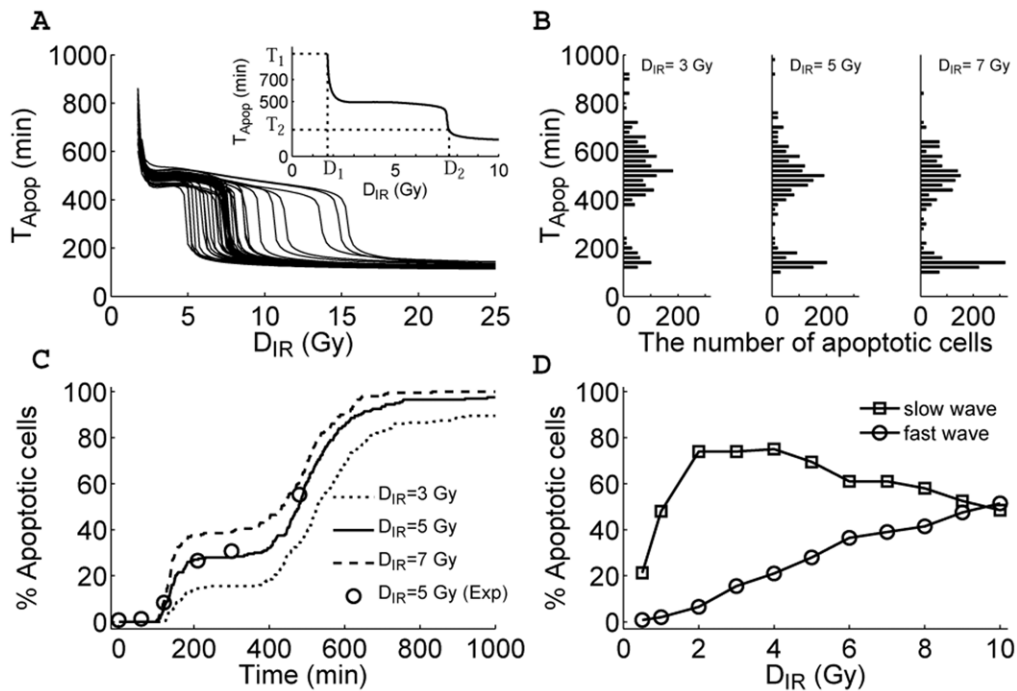 A
B
1000
800
600
400
200
0
T_Apop (min)
0
5
10
15
20
25
D_IR (Gy)
T_1
700
500
T_2
0
T_Apop (min)
D_1
5
D_2
10
D_IR (Gy)
1000
800
600
400
200
0
T_Apop (min)
D_IR= 3 Gy
D_IR= 5 Gy
D_IR= 7 Gy
0
200
0
200
0
200
The number of apoptotic cells
C
D
100
80
60
40
20
0
% Apoptotic cells
0
200
400
600
800
1000
Time (min)
D_IR=3 Gy
D_IR=5 Gy
D_IR=7 Gy
D_IR=5 Gy (Exp)
100
80
60
40
20
0
% Apoptotic cells
slow wave
fast wave
0
2
4
6
8
10
D_IR (Gy)